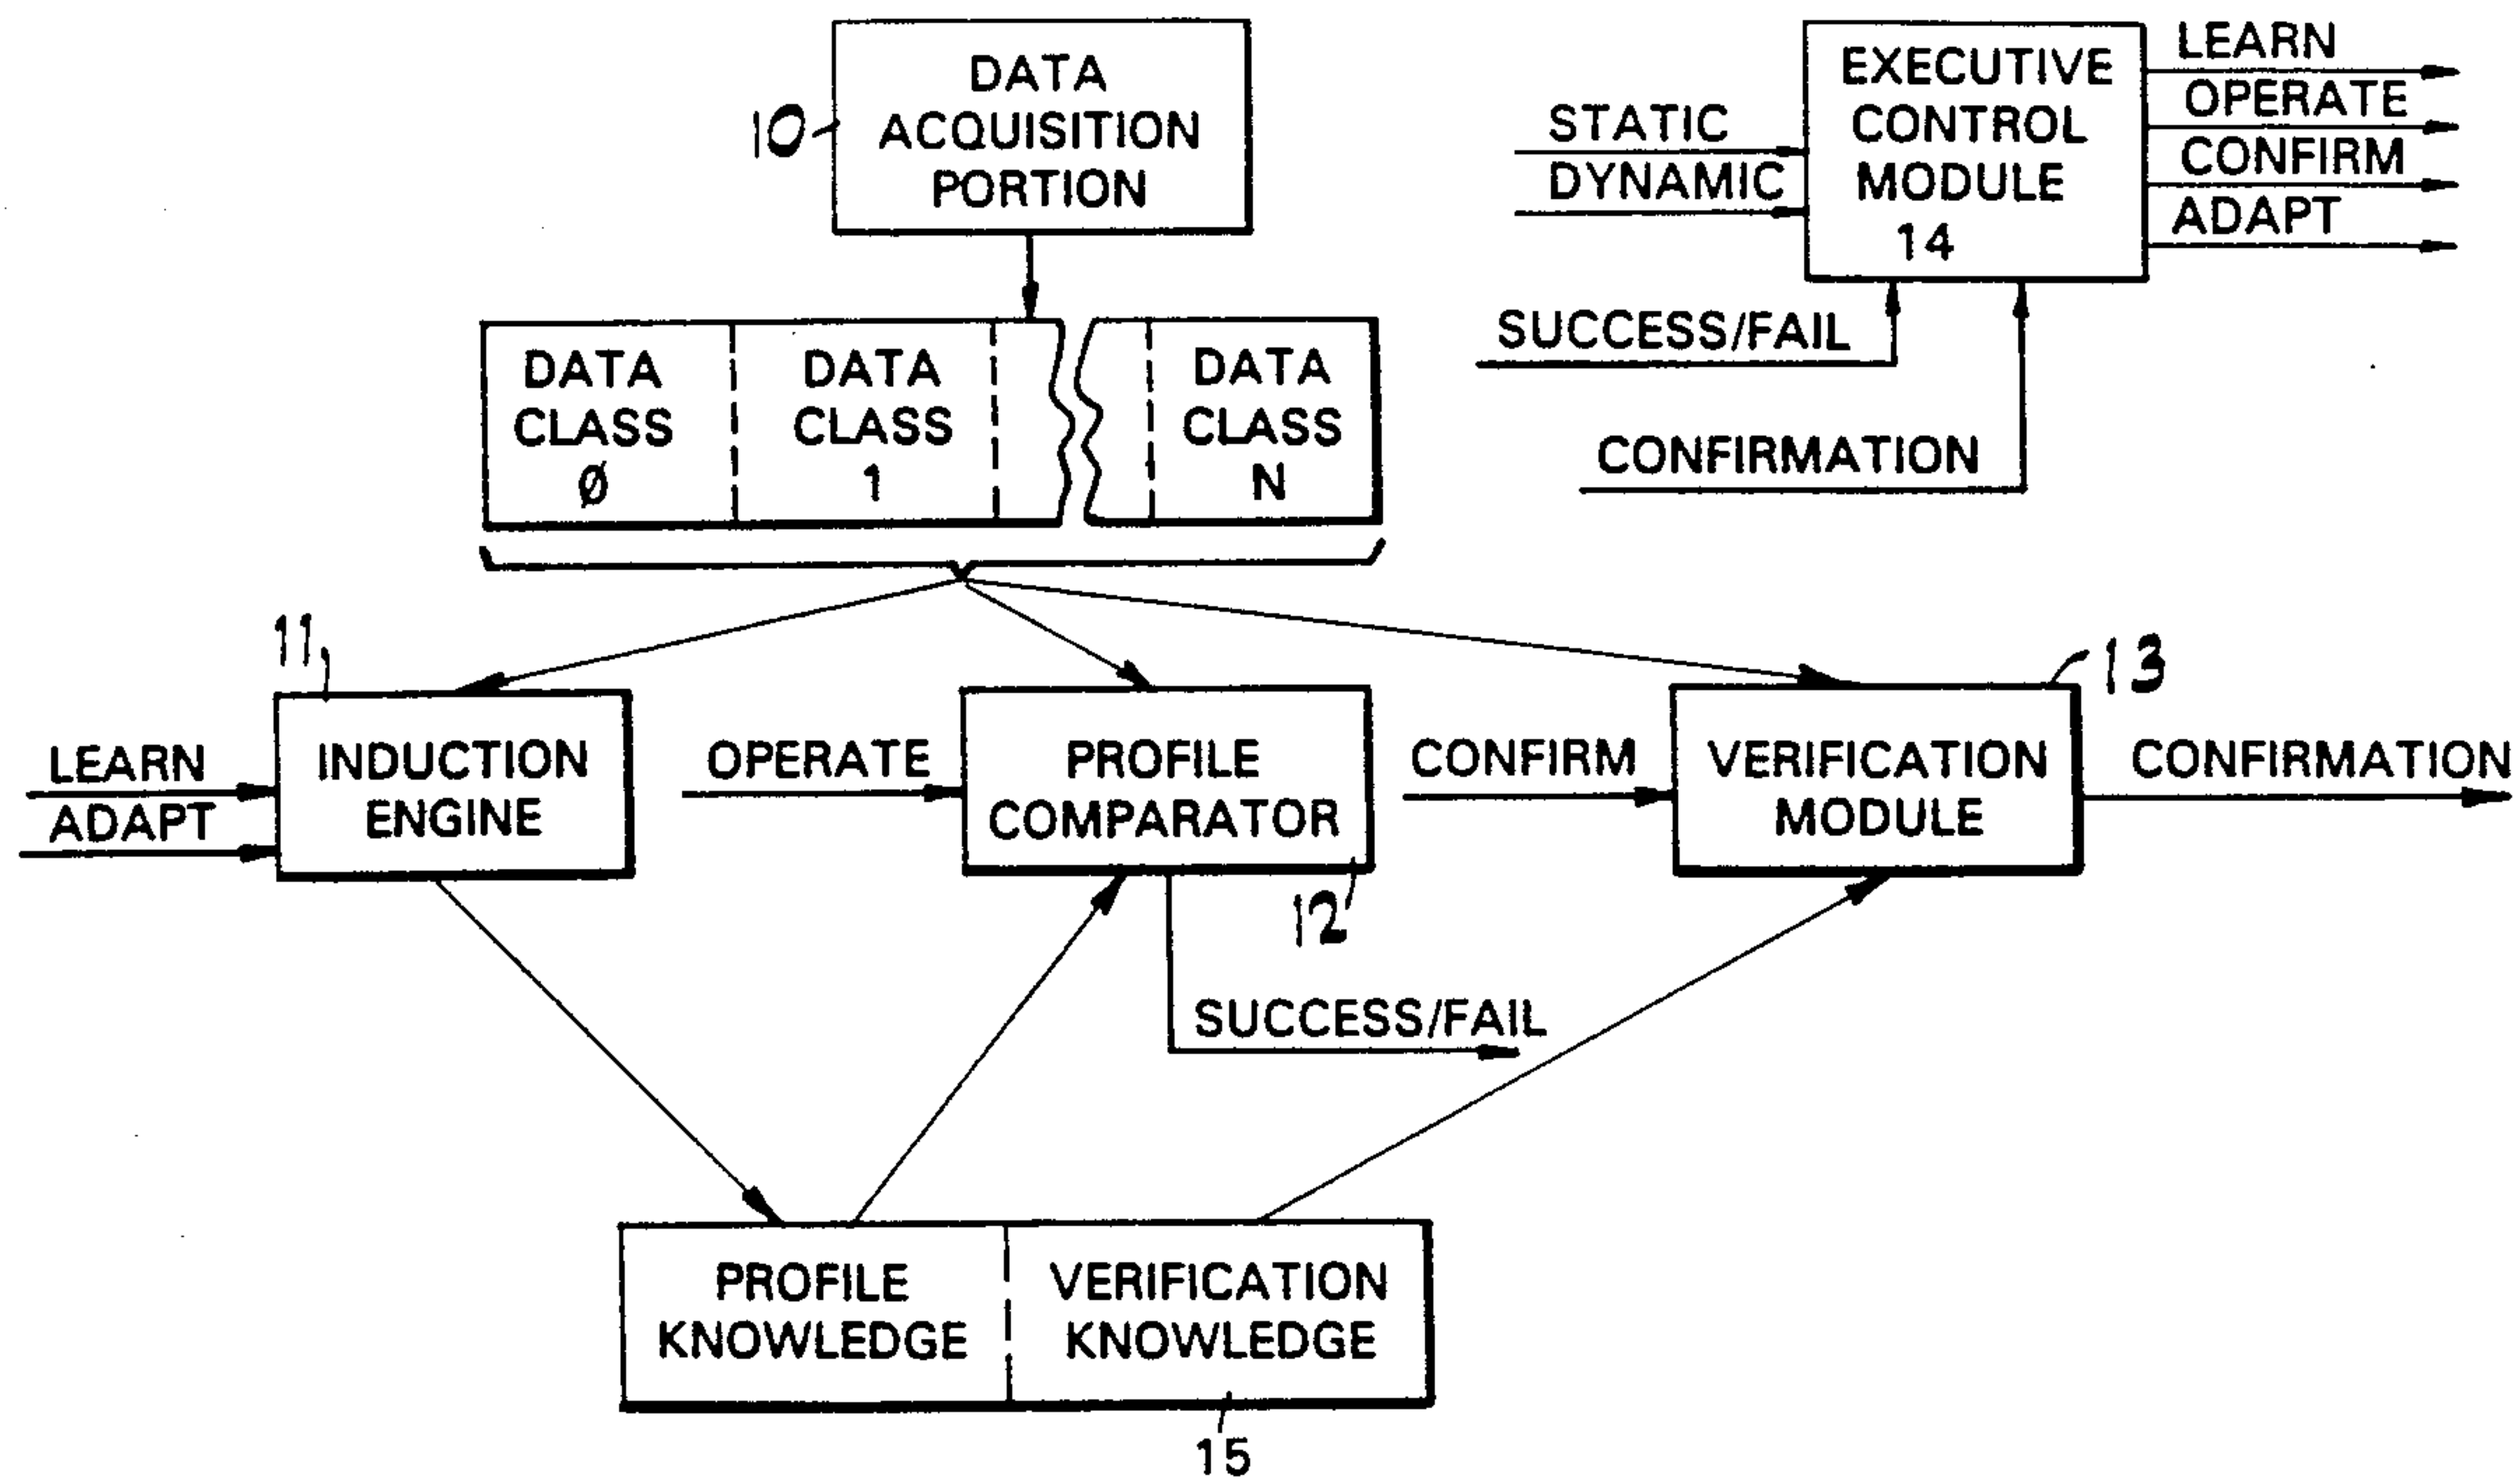 DATA
ACQUISITION
PORTION
10
EXECUTIVE
CONTROL
MODULE
14
STATIC
DYNAMIC
LEARN
OPERATE
CONFIRM
ADAPT
SUCCESS/FAIL
CONFIRMATION
DATA
CLASS
Ø
DATA
CLASS
1
DATA
CLASS
N
11
LEARN
ADAPT
INDUCTION
ENGINE
OPERATE
PROFILE
COMPARATOR
12
SUCCESS/FAIL
CONFIRM
13
VERIFICATION
MODULE
CONFIRMATION
PROFILE
KNOWLEDGE
VERIFICATION
KNOWLEDGE
15